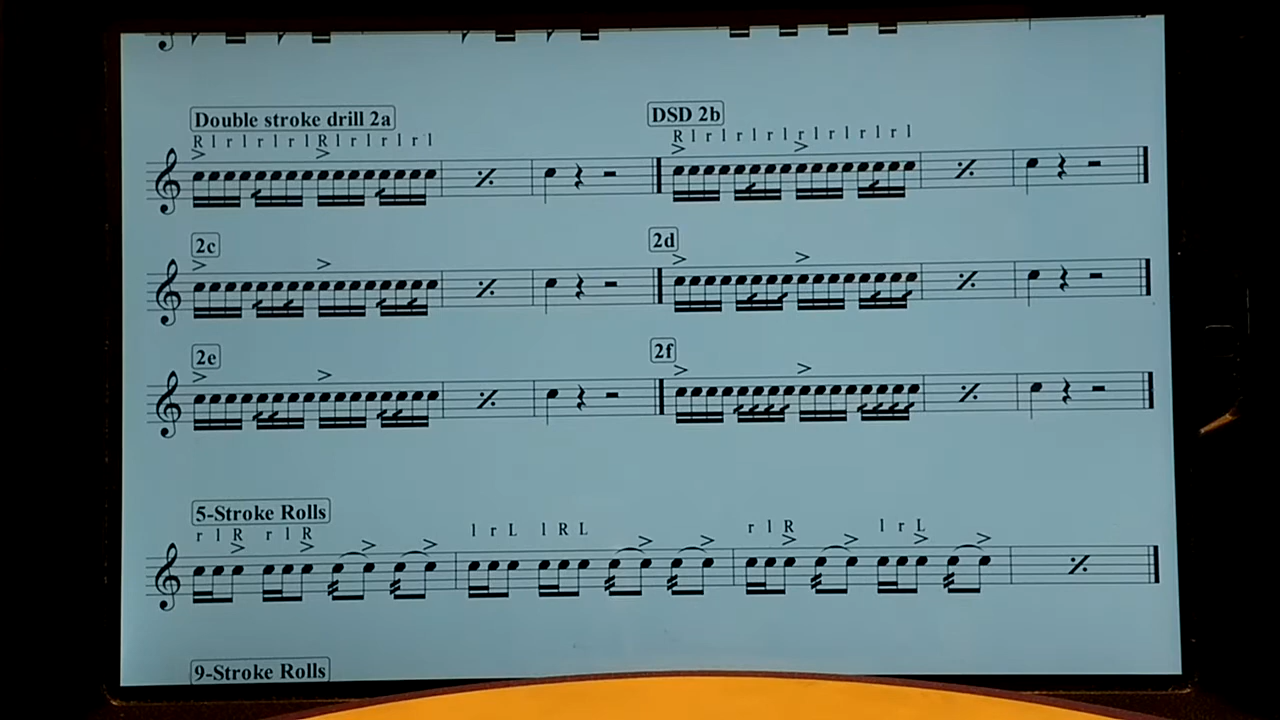 Double stroke drill 2a
R l r l r l r l R l r l r l r l
DSD 2b
R l r l r l r l r l r l r l r l
2c
2d
2e
2f
5-Stroke Rolls
r l R r l R
l r L l R L
r l R
l r L
9-Stroke Rolls